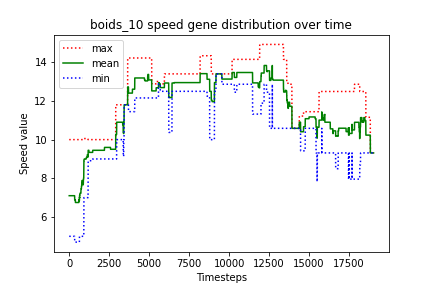 boids_10 speed gene distribution over time
max
mean
min
Speed value
14
12
10
8
6
0
2500
5000
7500
10000
12500
15000
17500
Timesteps